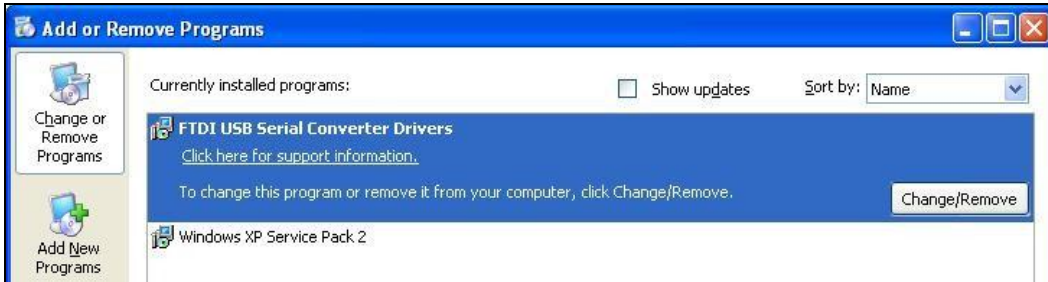 Add or Remove Programs
Change or
Remove
Programs
Currently installed programs:
Show updates
Sort by: Name
FTDI USB Serial Converter Drivers
Click here for support information.
To change this program or remove it from your computer, click Change/Remove.
Change/Remove
Windows XP Service Pack 2
Add New
Programs